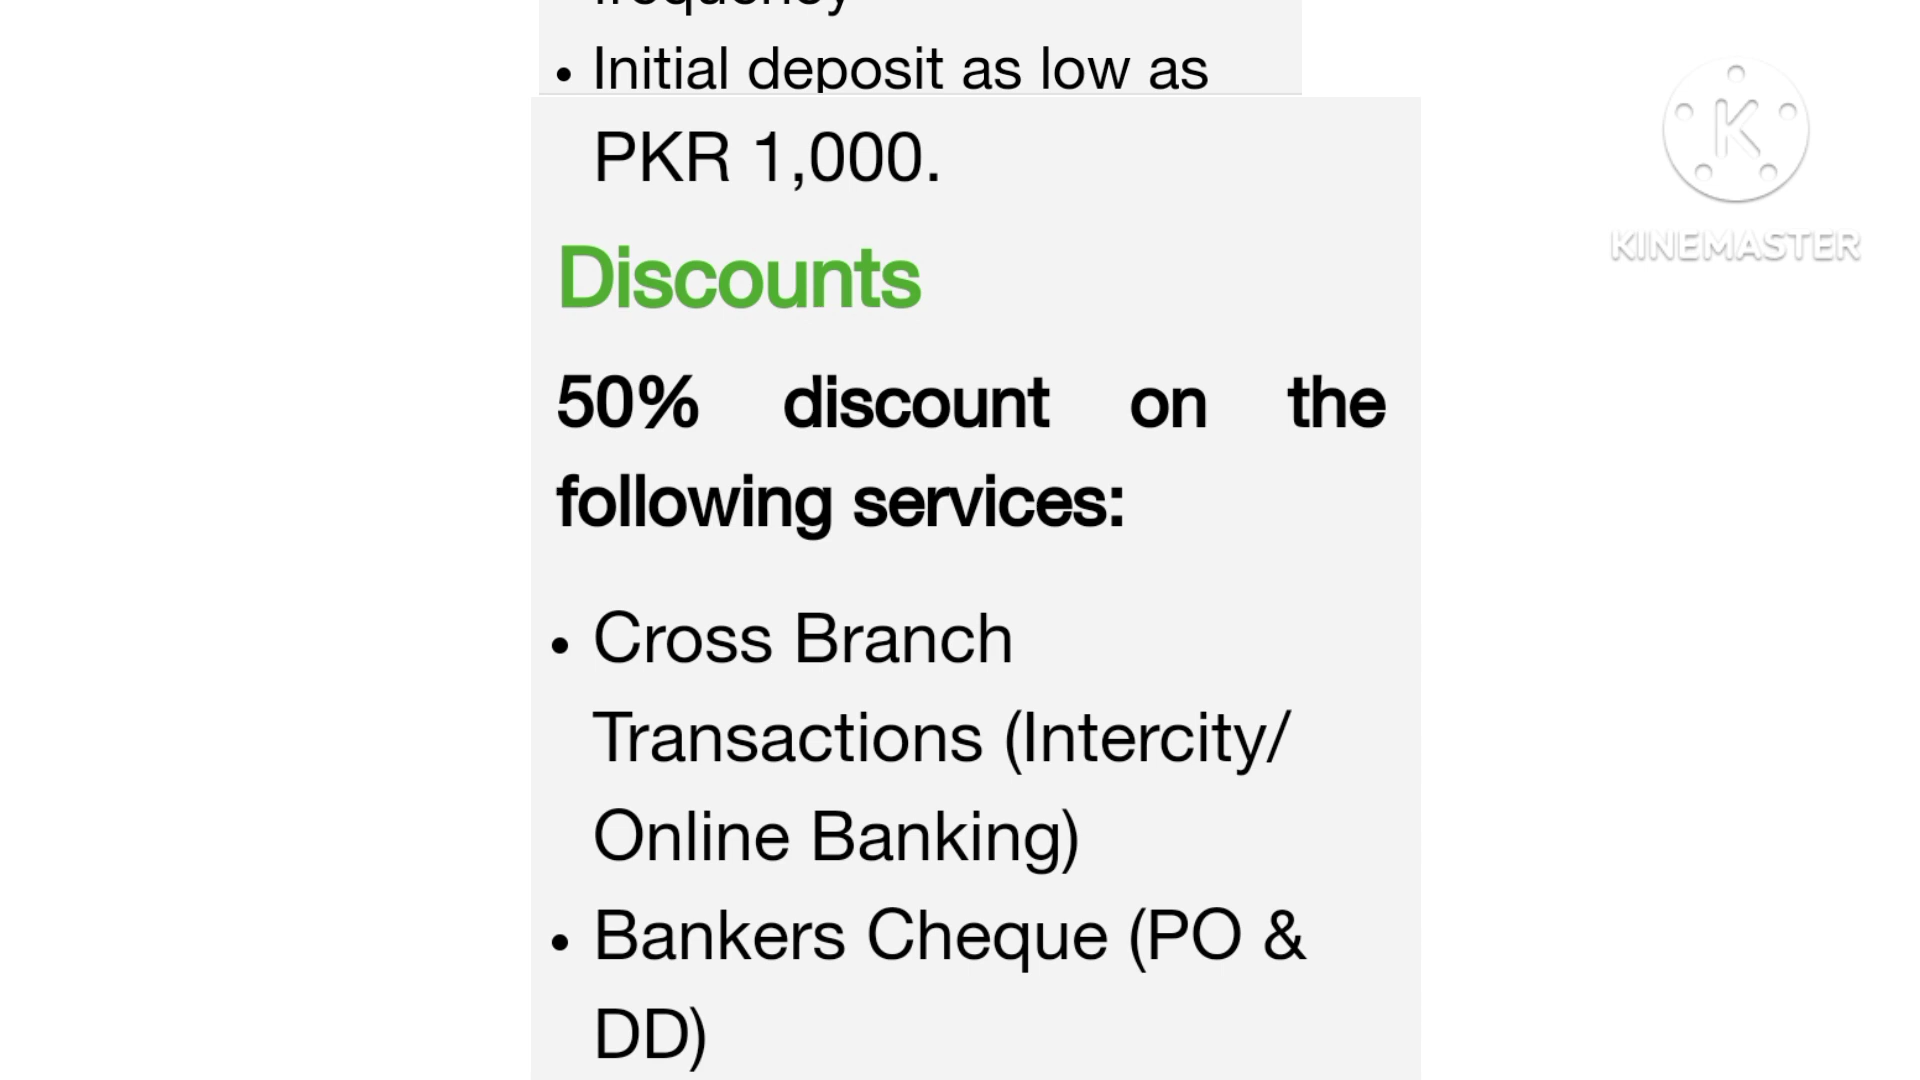 frequency
• Initial deposit as low as
PKR 1,000.
Discounts
50% discount on the
following services:
• Cross Branch
Transactions (Intercity/
Online Banking)
• Bankers Cheque (PO &
DD)
K
KINEMASTER